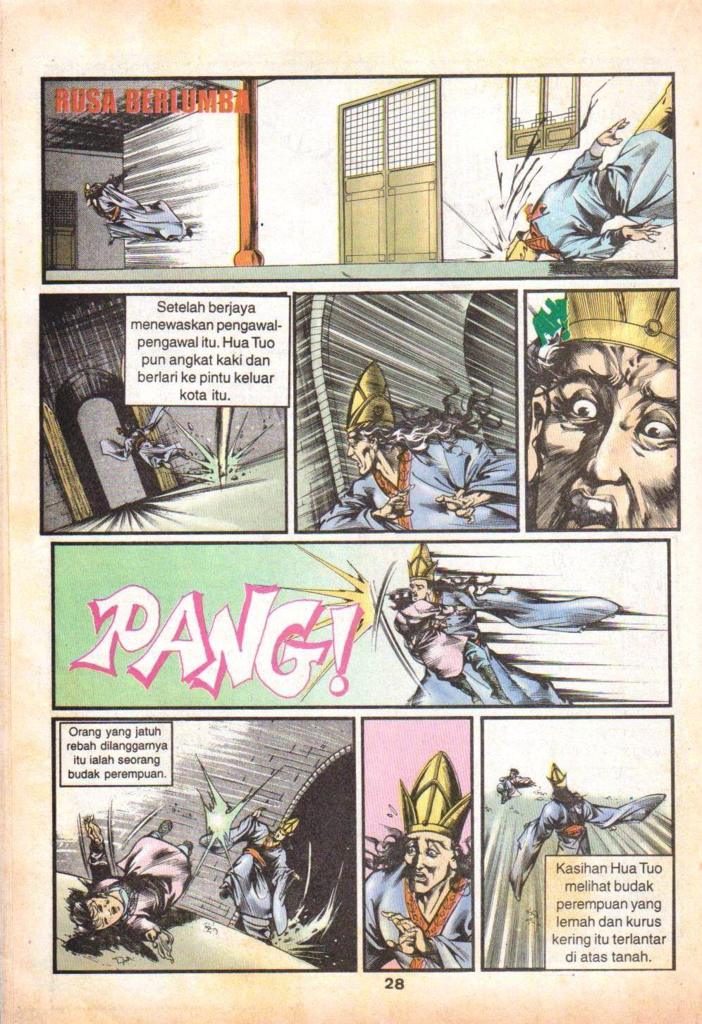 RUSA BERLUMBA
Setelah berjaya
menewaskan pengawal-
pengawal itu. Hua Tuo
pun angkat kaki dan
berlari ke pintu keluar
kota itu.
AH
PANG!
Orang yang jatuh
rebah dilanggarnya
itu ialah seorang
budak perempuan.
Kasihan Hua Tuo
melihat budak
perempuan yang
lemah dan kurus
kering itu terlantar
di atas tanah.
28